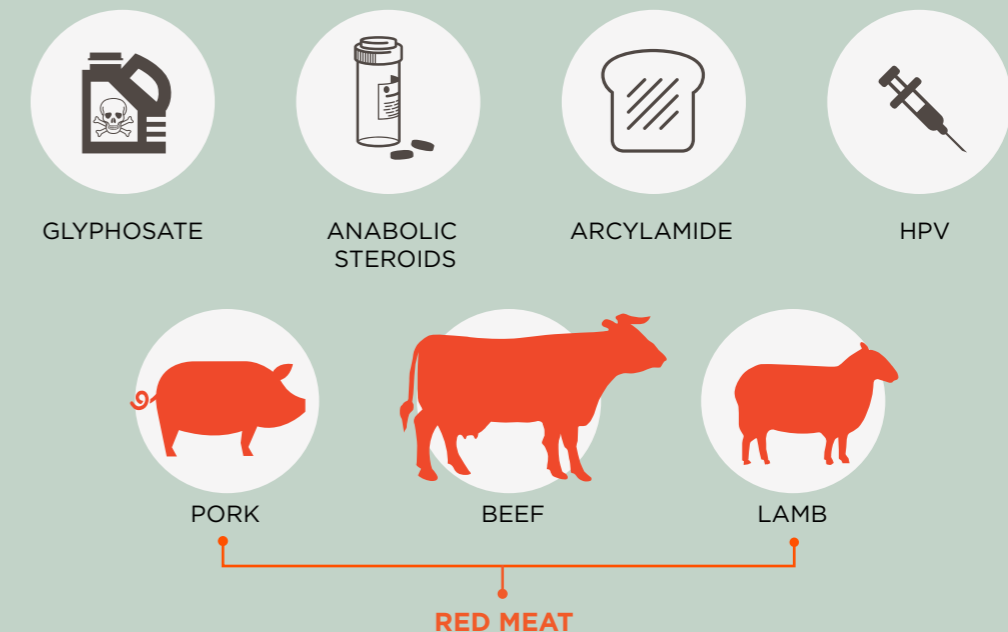 GLYPHOSATE
ANABOLIC
STEROIDS
ARCYLAMIDE
HPV
PORK
BEEF
LAMB
RED MEAT